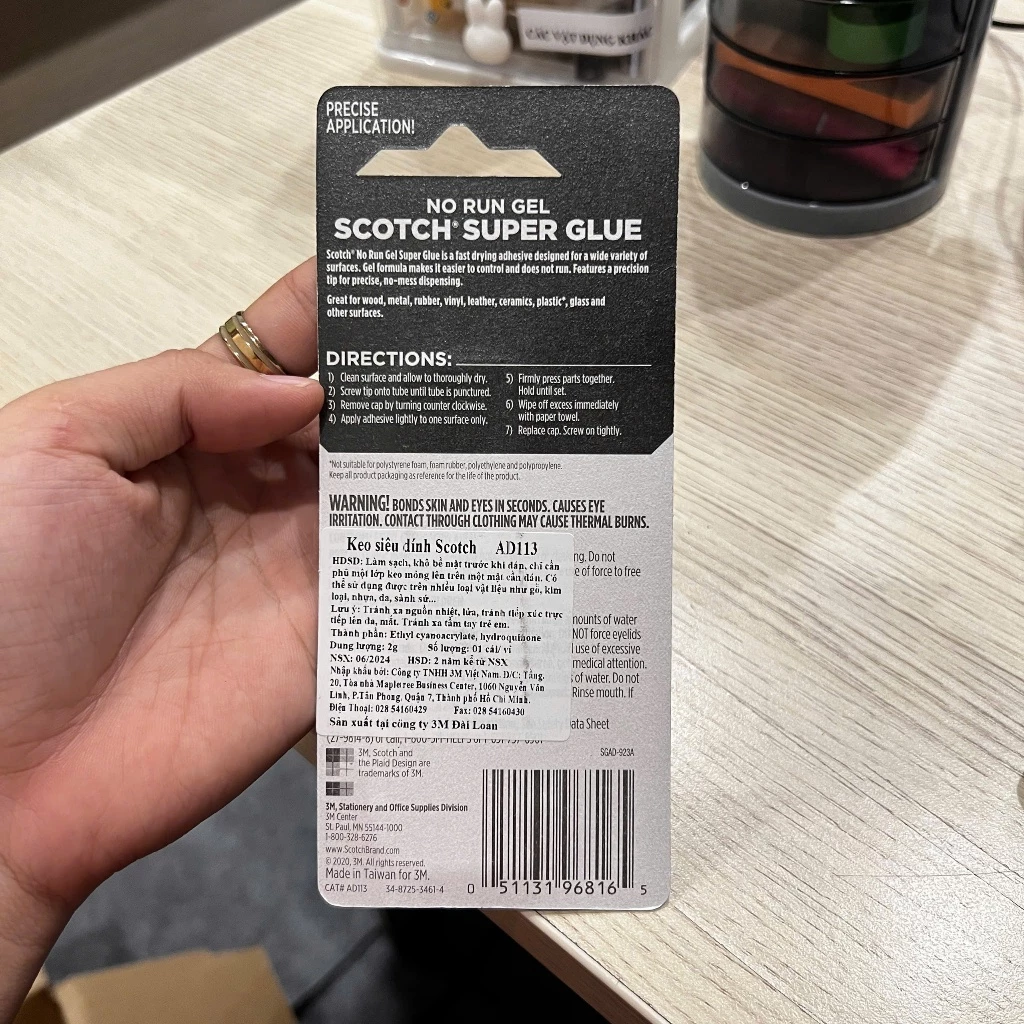 CÁC VẬT DỤNG KHÁC
PRECISE
APPLICATION!
NO RUN GEL
SCOTCH® SUPER GLUE
Scotch® No Run Gel Super Glue is a fast drying adhesive designed for a wide variety of
surfaces. Gel formula makes it easier to control and does not run. Features a precision
tip for precise, no-mess dispensing.
Great for wood, metal, rubber, vinyl, leather, ceramics, plastic*, glass and
other surfaces.
DIRECTIONS:
1) Clean surface and allow to thoroughly dry.
2) Screw tip onto tube until tube is punctured.
3) Remove cap by turning counter clockwise.
4) Apply adhesive lightly to one surface only.
5) Firmly press parts together.
Hold until set.
6) Wipe off excess immediately
with paper towel.
7) Replace cap. Screw on tightly.
*Not suitable for polystyrene foam, foam rubber, polyethylene and polypropylene.
Keep all product packaging as reference for the life of the product.
WARNING! BONDS SKIN AND EYES IN SECONDS. CAUSES EYE
IRRITATION. CONTACT THROUGH CLOTHING MAY CAUSE THERMAL BURNS.
Keo siêu dính Scotch AD113
HDSD: Làm sạch, khô bề mặt trước khi dán, chỉ cần
phủ một lớp keo mỏng lên trên một mặt cần dán. Có
thể sử dụng được trên nhiều loại vật liệu như gỗ, kim
loại, nhựa, da, sành sứ...
Lưu ý: Tránh xa nguồn nhiệt, lửa, tránh tiếp xúc trực
tiếp lên da, mắt. Tránh xa tầm tay trẻ em.
Thành phần: Ethyl cyanoacrylate, hydroquinone
Dung lượng: 2g Số lượng: 01 cái/ vỉ
NSX: 06/2024 HSD: 2 năm kể từ NSX
Nhập khẩu bởi: Công ty TNHH 3M Việt Nam. Đ/C: Tầng.
20, Tòa nhà Mapletree Business Center, 1060 Nguyễn Văn
Linh, P.Tân Phong, Quận 7, Thành phố Hồ Chí Minh.
Điện Thoại: 028 54160429 Fax: 028 54160430
Sản xuất tại công ty 3M Đài Loan
ng. Do not
e of force to free
nounts of water
NOT force eyelids
l use of excessive
medical attention.
of water. Do not
Rinse mouth. If
Data Sheet
SGAD-923A
3M, Scotch and
the Plaid Design are
trademarks of 3M.
3M, Stationery and Office Supplies Division
3M Center
St. Paul, MN 55144-1000
1-800-328-6276
www.ScotchBrand.com
© 2020, 3M. All rights reserved.
Made in Taiwan for 3M.
CAT# AD113 34-8725-3461-4
0 51131 96816 5